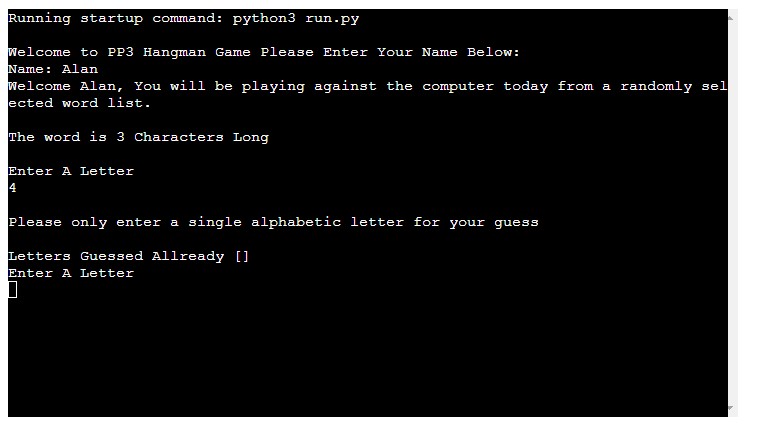 Running startup command: python3 run.py
Welcome to PP3 Hangman Game Please Enter Your Name Below:
Name: Alan
Welcome Alan, You will be playing against the computer today from a randomly sel
ected word list.
The word is 3 Characters Long
Enter A Letter
4
Please only enter a single alphabetic letter for your guess
Letters Guessed Allready []
Enter A Letter